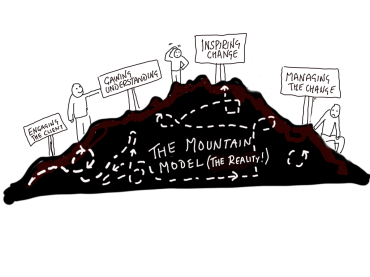 INSPIRING
CHANGE
GAINING
UNDERSTANDING
MANAGING
THE CHANGE
ENGAGING
THE CLIENT
THE MOUNTAIN
MODEL (THE REALITY!)